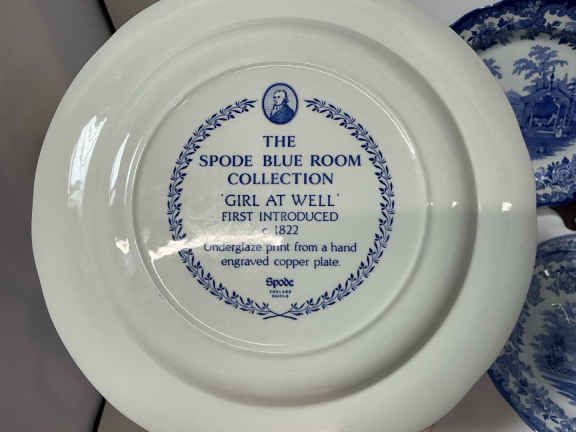 THE
SPODE BLUE ROOM
COLLECTION
'GIRL AT WELL'
FIRST INTRODUCED
c 1822
Underglaze print from a hand
engraved copper plate.
Spode
ENGLAND